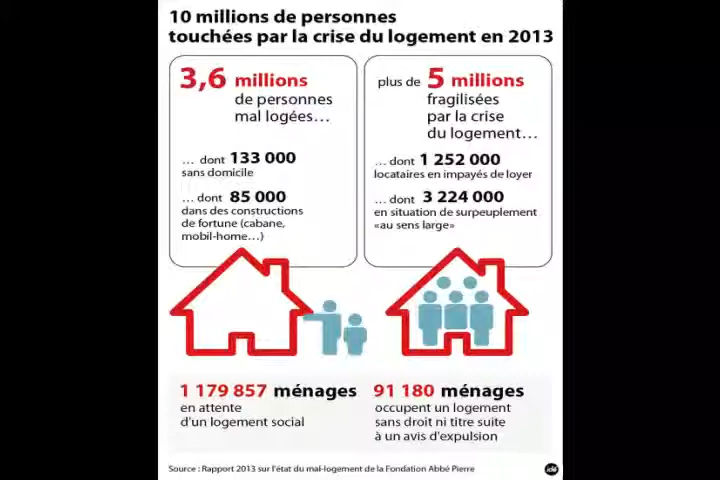 10 millions de personnes
touchées par la crise du logement en 2013
3,6 millions
de personnes
mal logées...
... dont 133 000
sans domicile
... dont 85 000
dans des constructions
de fortune (cabane,
mobil-home...)
plus de 5 millions
fragilisées
par la crise
du logement...
... dont 1 252 000
locataires en impayés de loyer
... dont 3 224 000
en situation de surpeuplement
«au sens large»
1 179 857 ménages
en attente
d'un logement social
91 180 ménages
occupent un logement
sans droit ni titre suite
à un avis d'expulsion
Source : Rapport 2013 sur l'état du mal-logement de la Fondation Abbé Pierre
idé